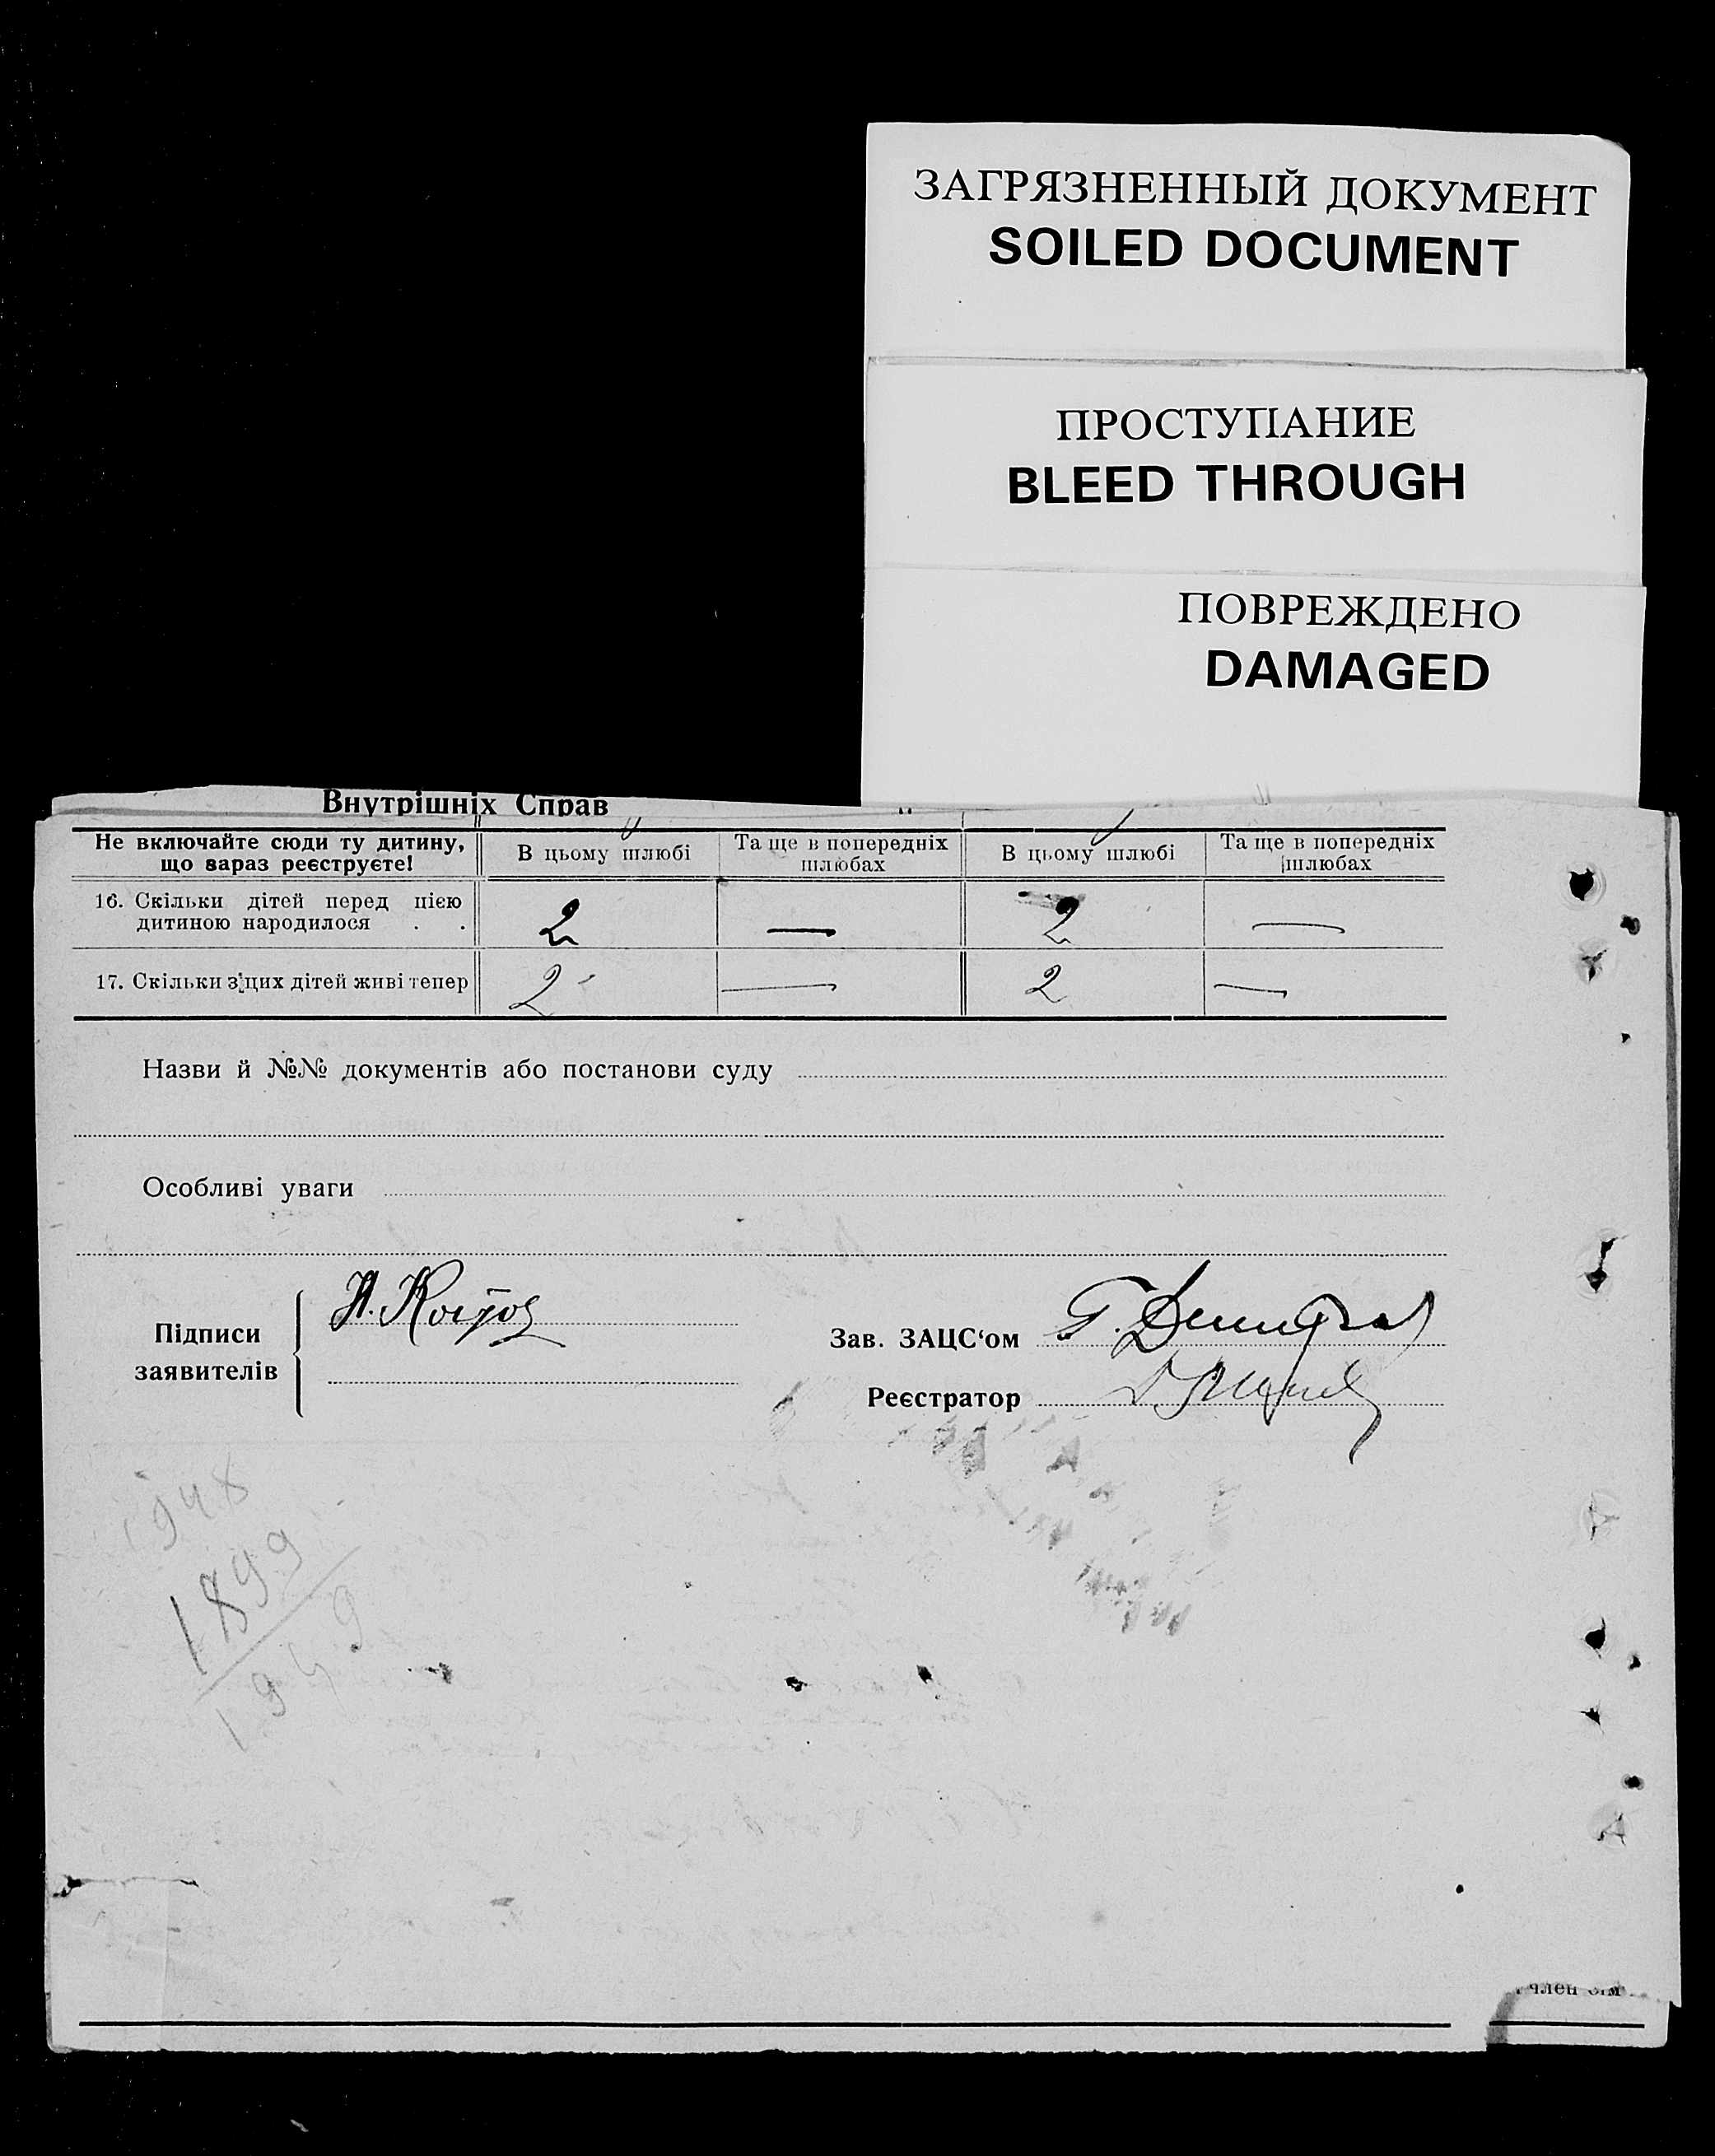 ЗАГРЯЗНЕННЫЙ ДОКУМЕНТ
SOILED DOCUMENT
ПРОСТУПАНИЕ
BLEED THROUGH
ПОВРЕЖДЕНО
DAMAGED
Внутрішніх Справ
Не включайте сюди ту дитину, що зараз реєструєте! В цьому шлюбі Та ще в попередніх шлюбах В цьому шлюбі Та ще в попередніх шлюбах
16. Скільки дітей перед цією дитиною народилося . . 2 — 2 —
17. Скільки з цих дітей живі тепер 2 — 2 —
Назви й №№ документів або постанови суду
Особливі уваги
Підписи заявителів
Зав. ЗАЦС‘ом
Реєстратор
1948
1899
1949
член